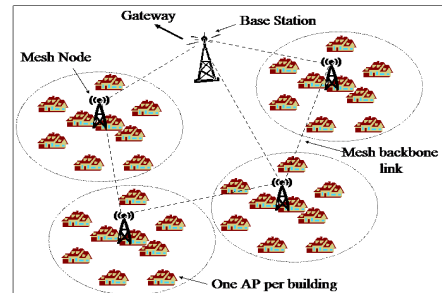 Gateway
Base Station
Mesh Node
Mesh backbone
link
One AP per building